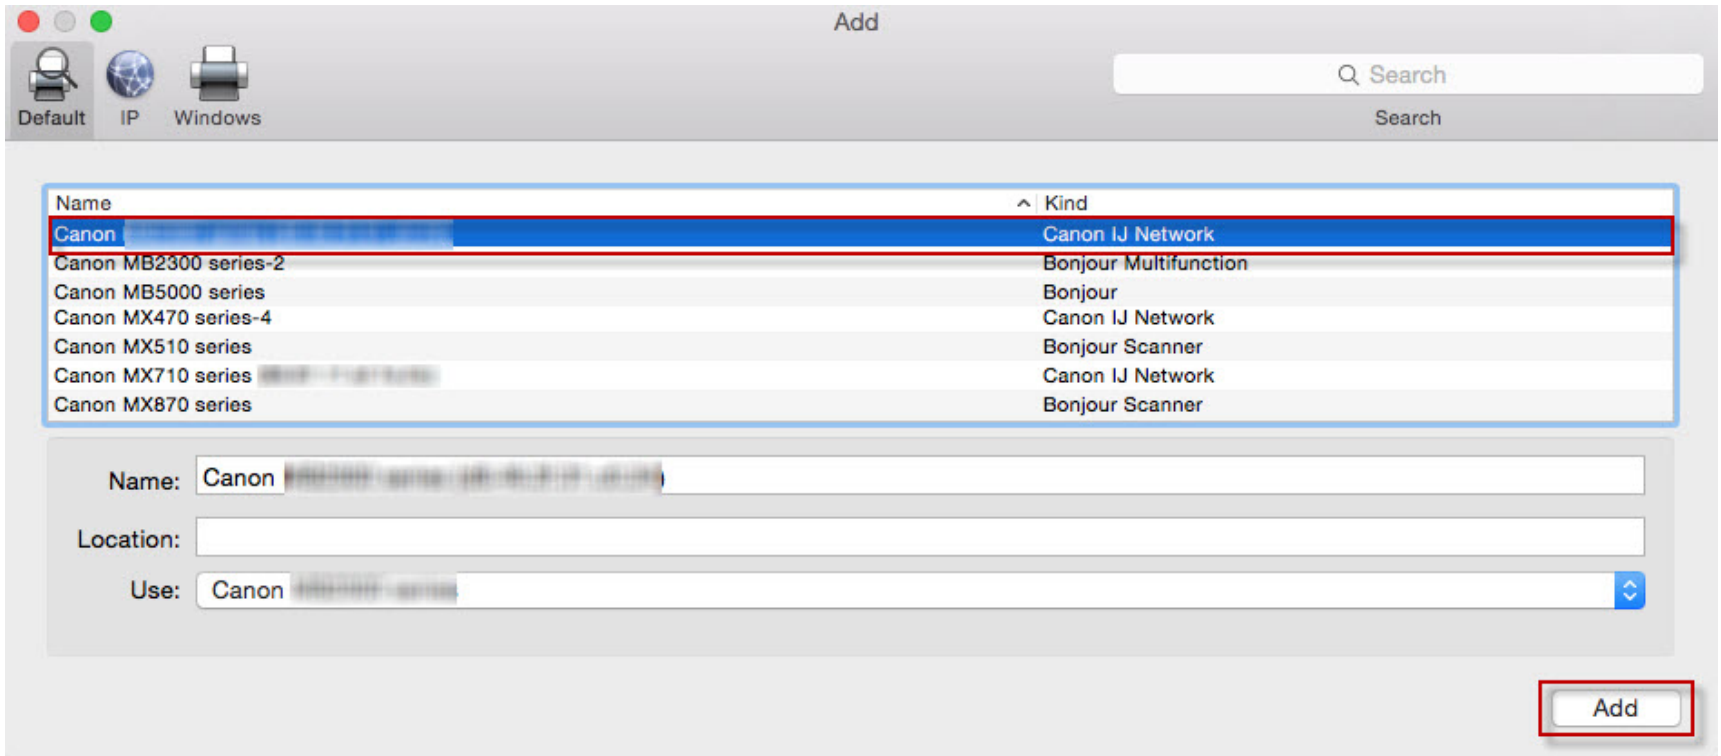 Add
Search
Default IP Windows
Search
Name Kind
Canon Canon IJ Network
Canon MB2300 series-2 Bonjour Multifunction
Canon MB5000 series Bonjour
Canon MX470 series-4 Canon IJ Network
Canon MX510 series Bonjour Scanner
Canon MX710 series Canon IJ Network
Canon MX870 series Bonjour Scanner
Name: Canon
Location:
Use: Canon
Add